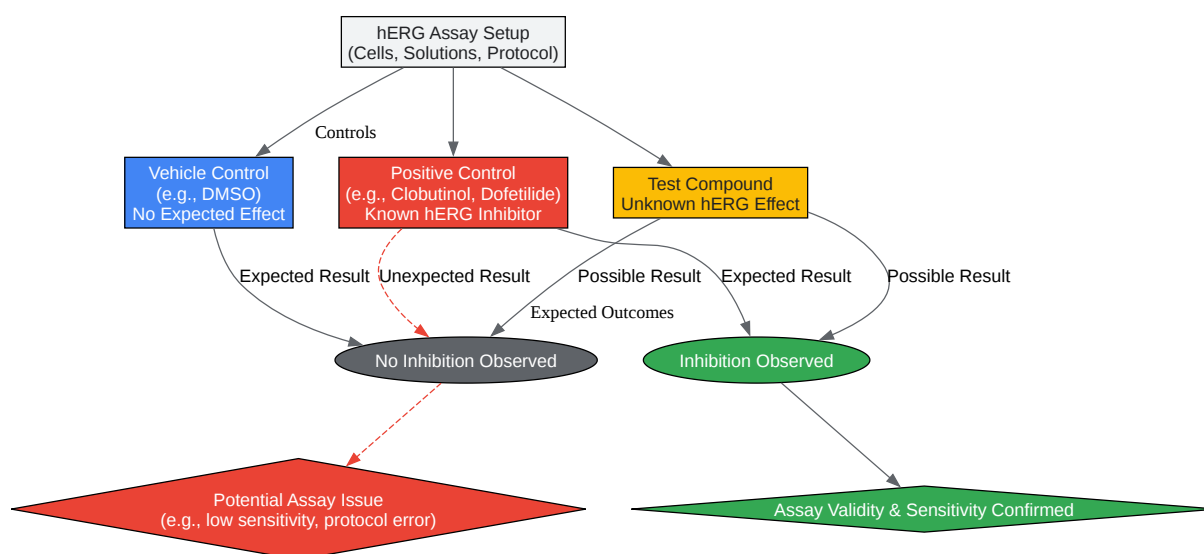 hERG Assay Setup
(Cells, Solutions, Protocol)
Controls
Vehicle Control
(e.g., DMSO)
No Expected Effect
Positive Control
(e.g., Clobutinol, Dofetilide)
Known hERG Inhibitor
Test Compound
Unknown hERG Effect
Expected Result
Unexpected Result
Possible Result
Expected Result
Possible Result
Expected Outcomes
No Inhibition Observed
Inhibition Observed
Potential Assay Issue
(e.g., low sensitivity, protocol error)
Assay Validity & Sensitivity Confirmed